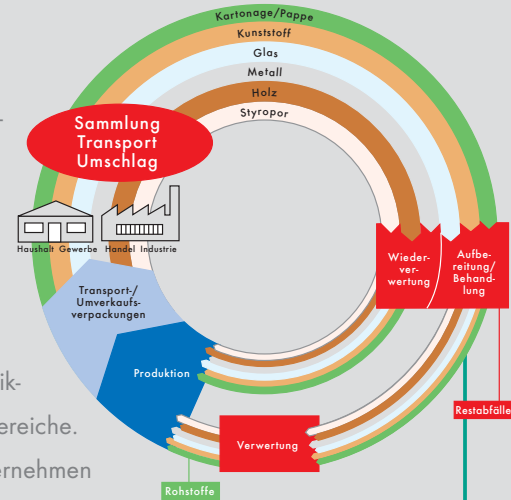 Kartonage/Pappe
Kunststoff
Glas
Metall
Holz
Styropor
Sammlung
Transport
Umschlag
Haushalt Gewerbe Handel Industrie
Wieder-
ver-
wertung
Aufbe-
reitung/
Behand-
lung
Transport-/
Umverkaufs-
verpackungen
Produktion
Restabfälle
Verwertung
Rohstoffe
ik-
ereiche.
ernehmen